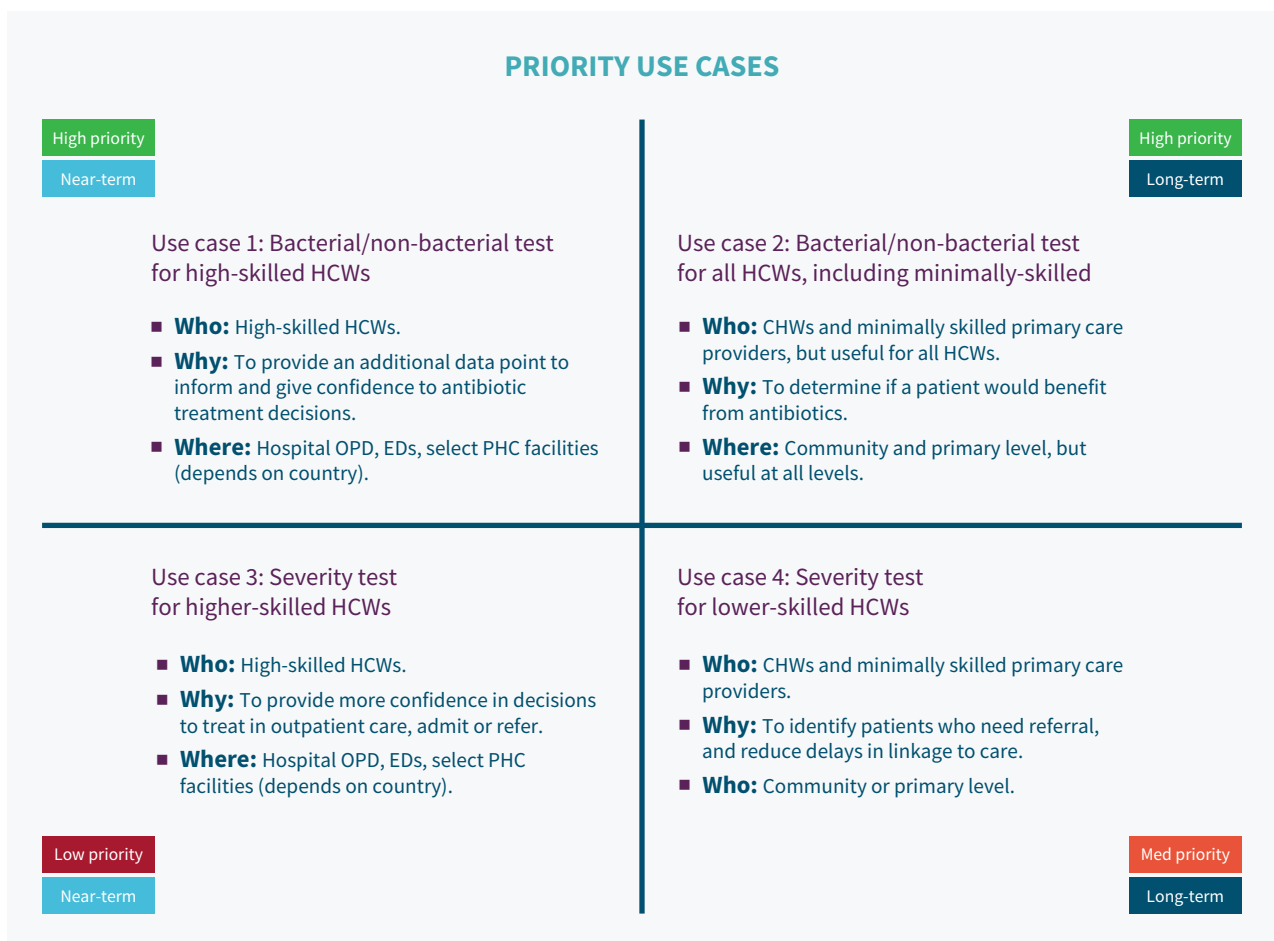 PRIORITY USE CASES
High priority
Near-term
Use case 1: Bacterial/non-bacterial test
for high-skilled HCWs
■ Who: High-skilled HCWs.
■ Why: To provide an additional data point to
inform and give confidence to antibiotic
treatment decisions.
■ Where: Hospital OPD, EDs, select PHC facilities
(depends on country).
High priority
Long-term
Use case 2: Bacterial/non-bacterial test
for all HCWs, including minimally-skilled
■ Who: CHWs and minimally skilled primary care
providers, but useful for all HCWs.
■ Why: To determine if a patient would benefit
from antibiotics.
■ Where: Community and primary level, but
useful at all levels.
Use case 3: Severity test
for higher-skilled HCWs
■ Who: High-skilled HCWs.
■ Why: To provide more confidence in decisions
to treat in outpatient care, admit or refer.
■ Where: Hospital OPD, EDs, select PHC
facilities (depends on country).
Low priority
Near-term
Use case 4: Severity test
for lower-skilled HCWs
■ Who: CHWs and minimally skilled primary care
providers.
■ Why: To identify patients who need referral,
and reduce delays in linkage to care.
■ Who: Community or primary level.
Med priority
Long-term